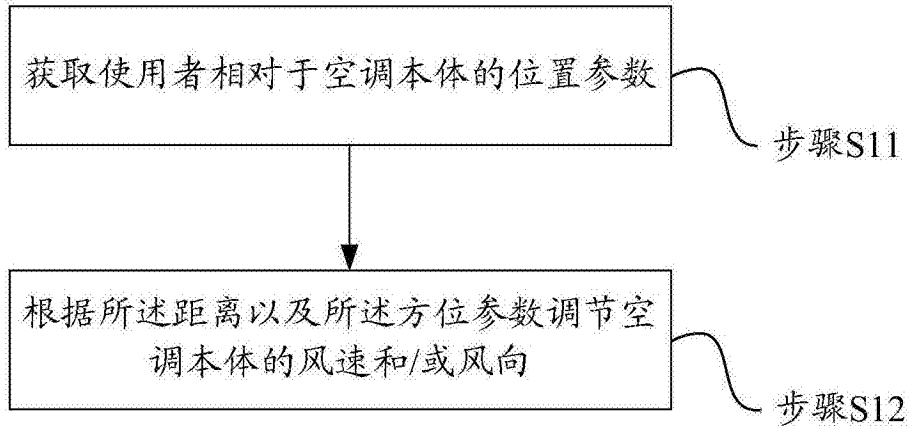 获取使用者相对于空调本体的位置参数
步骤S11
根据所述距离以及所述方位参数调节空
调本体的风速和/或风向
步骤S12